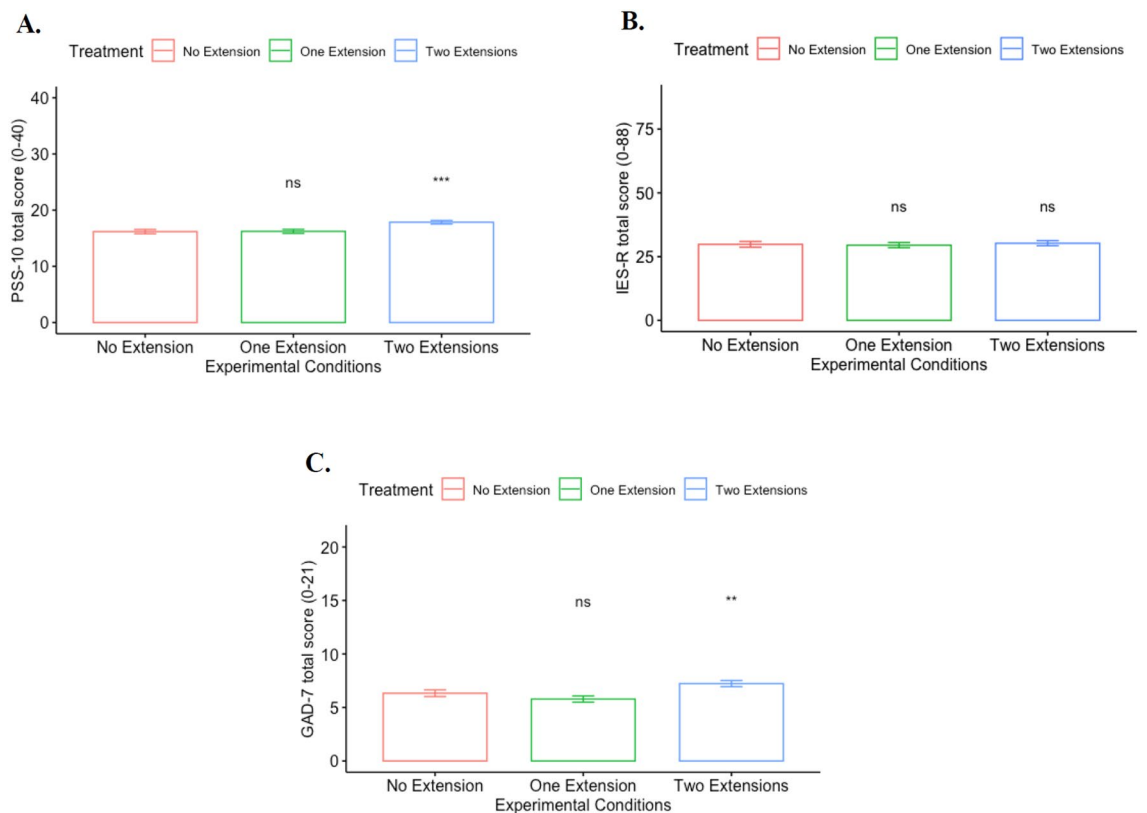 A.
Treatment No Extension One Extension Two Extensions
PSS-10 total score (0-40)
40
30
20
10
0
ns
***
No Extension One Extension Two Extensions
Experimental Conditions
B.
Treatment No Extension One Extension Two Extensions
IES-R total score (0-88)
75
50
25
0
ns
ns
No Extension One Extension Two Extensions
Experimental Conditions
C.
Treatment No Extension One Extension Two Extensions
GAD-7 total score (0-21)
20
15
10
5
0
ns
**
No Extension One Extension Two Extensions
Experimental Conditions